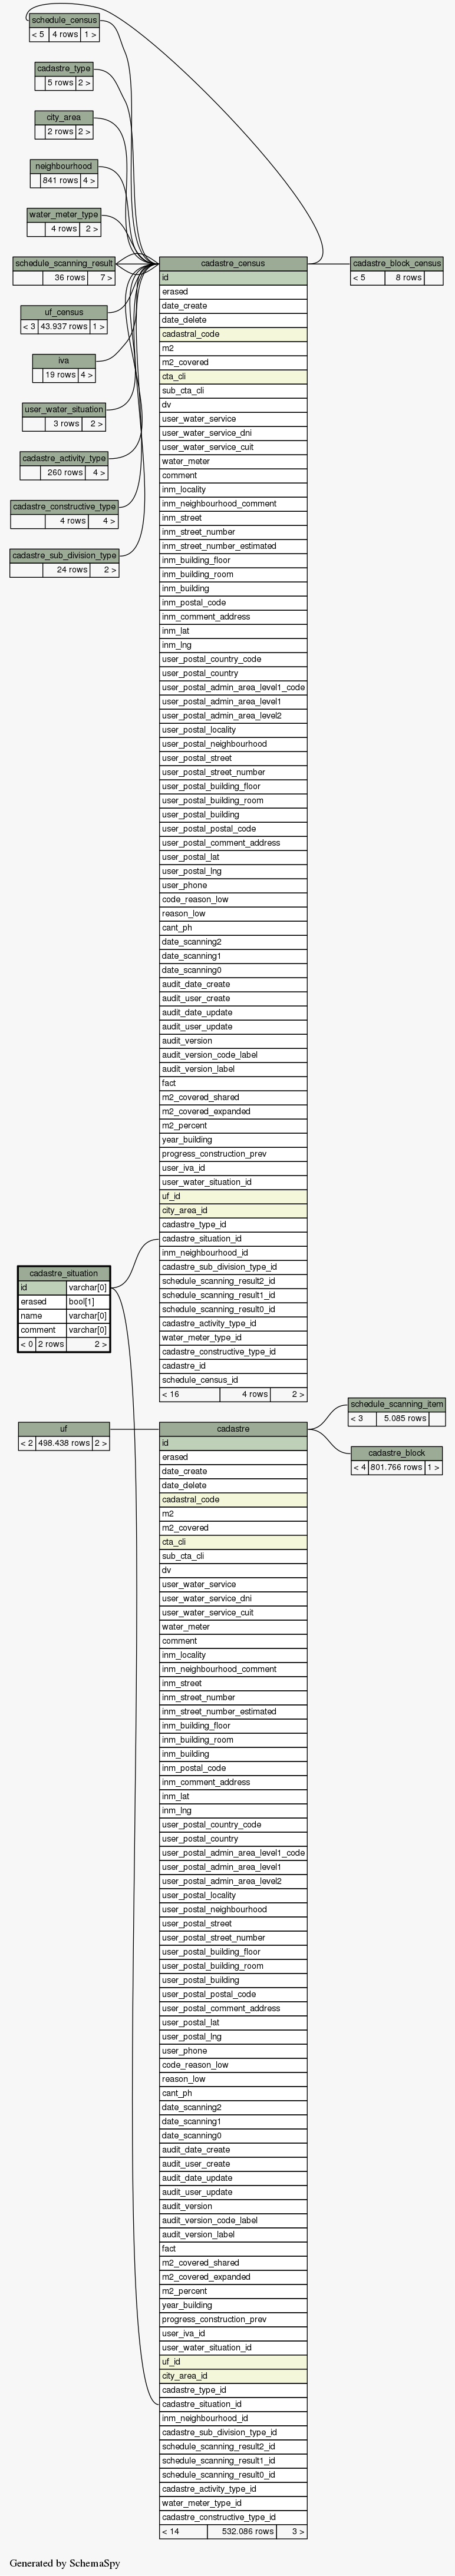 schedule_census
< 5 4 rows 1 >
cadastre_type
5 rows 2 >
city_area
2 rows 2 >
neighbourhood
841 rows 4 >
water_meter_type
4 rows 2 >
schedule_scanning_result
36 rows 7 >
uf_census
< 3 43.937 rows 1 >
iva
19 rows 4 >
user_water_situation
3 rows 2 >
cadastre_activity_type
260 rows 4 >
cadastre_constructive_type
4 rows 4 >
cadastre_sub_division_type
24 rows 2 >
cadastre_block_census
< 5 8 rows
cadastre_census
id
erased
date_create
date_delete
cadastral_code
m2
m2_covered
cta_cli
sub_cta_cli
dv
user_water_service
user_water_service_dni
user_water_service_cuit
water_meter
comment
inm_locality
inm_neighbourhood_comment
inm_street
inm_street_number
inm_street_number_estimated
inm_building_floor
inm_building_room
inm_building
inm_postal_code
inm_comment_address
inm_lat
inm_lng
user_postal_country_code
user_postal_country
user_postal_admin_area_level1_code
user_postal_admin_area_level1
user_postal_admin_area_level2
user_postal_locality
user_postal_neighbourhood
user_postal_street
user_postal_street_number
user_postal_building_floor
user_postal_building_room
user_postal_building
user_postal_postal_code
user_postal_comment_address
user_postal_lat
user_postal_lng
user_phone
code_reason_low
reason_low
cant_ph
date_scanning2
date_scanning1
date_scanning0
audit_date_create
audit_user_create
audit_date_update
audit_user_update
audit_version
audit_version_code_label
audit_version_label
fact
m2_covered_shared
m2_covered_expanded
m2_percent
year_building
progress_construction_prev
user_iva_id
user_water_situation_id
uf_id
city_area_id
cadastre_type_id
cadastre_situation_id
inm_neighbourhood_id
cadastre_sub_division_type_id
schedule_scanning_result2_id
schedule_scanning_result1_id
schedule_scanning_result0_id
cadastre_activity_type_id
water_meter_type_id
cadastre_constructive_type_id
cadastre_id
schedule_census_id
< 16 4 rows 2 >
cadastre_situation
id varchar[0]
erased bool[1]
name varchar[0]
comment varchar[0]
< 0 2 rows 2 >
uf
< 2 498.438 rows 2 >
schedule_scanning_item
< 3 5.085 rows
cadastre_block
< 4 801.766 rows 1 >
cadastre
id
erased
date_create
date_delete
cadastral_code
m2
m2_covered
cta_cli
sub_cta_cli
dv
user_water_service
user_water_service_dni
user_water_service_cuit
water_meter
comment
inm_locality
inm_neighbourhood_comment
inm_street
inm_street_number
inm_street_number_estimated
inm_building_floor
inm_building_room
inm_building
inm_postal_code
inm_comment_address
inm_lat
inm_lng
user_postal_country_code
user_postal_country
user_postal_admin_area_level1_code
user_postal_admin_area_level1
user_postal_admin_area_level2
user_postal_locality
user_postal_neighbourhood
user_postal_street
user_postal_street_number
user_postal_building_floor
user_postal_building_room
user_postal_building
user_postal_postal_code
user_postal_comment_address
user_postal_lat
user_postal_lng
user_phone
code_reason_low
reason_low
cant_ph
date_scanning2
date_scanning1
date_scanning0
audit_date_create
audit_user_create
audit_date_update
audit_user_update
audit_version
audit_version_code_label
audit_version_label
fact
m2_covered_shared
m2_covered_expanded
m2_percent
year_building
progress_construction_prev
user_iva_id
user_water_situation_id
uf_id
city_area_id
cadastre_type_id
cadastre_situation_id
inm_neighbourhood_id
cadastre_sub_division_type_id
schedule_scanning_result2_id
schedule_scanning_result1_id
schedule_scanning_result0_id
cadastre_activity_type_id
water_meter_type_id
cadastre_constructive_type_id
< 14 532.086 rows 3 >
Generated by SchemaSpy